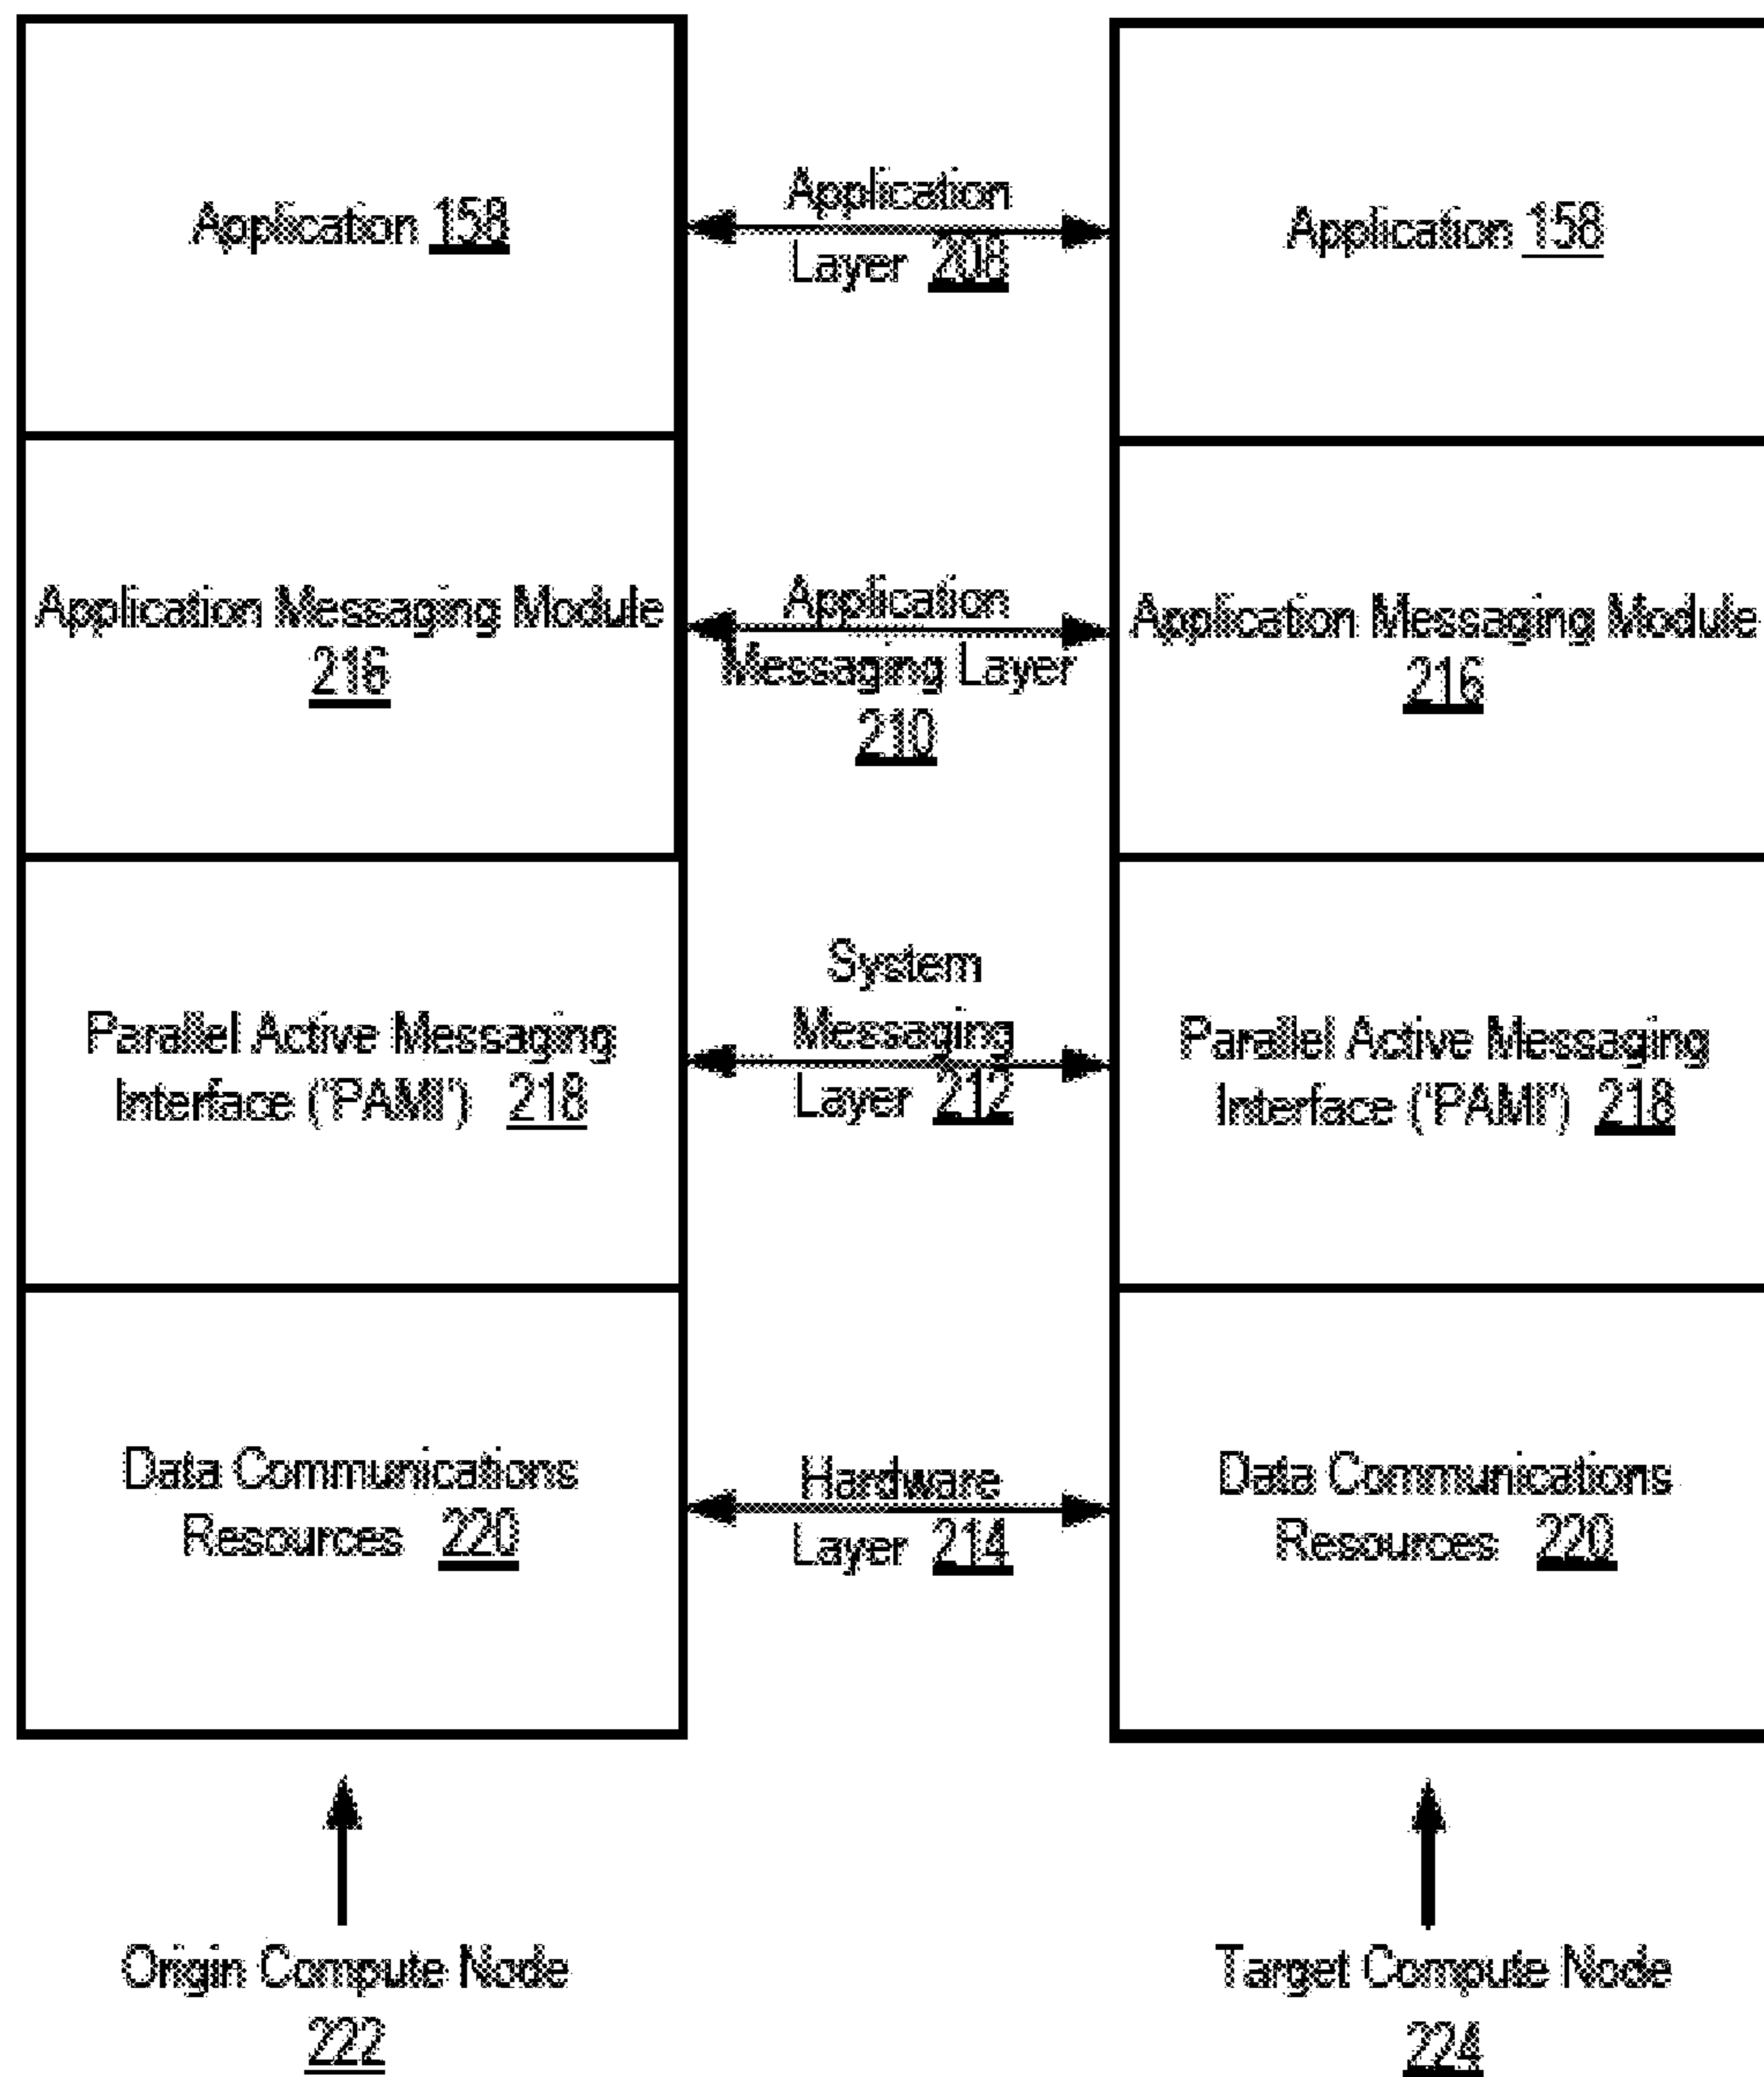 Application 158
Application
Layer 208
Application 158
Application Messaging Module
216
Application
Messaging Layer
210
Application Messaging Module
216
Parallel Active Messaging
Interface ('PAMI') 218
System
Messaging
Layer 212
Parallel Active Messaging
Interface ('PAMI') 218
Data Communications
Resources 220
Hardware
Layer 214
Data Communications
Resources 220
Origin Compute Node
222
Target Compute Node
224